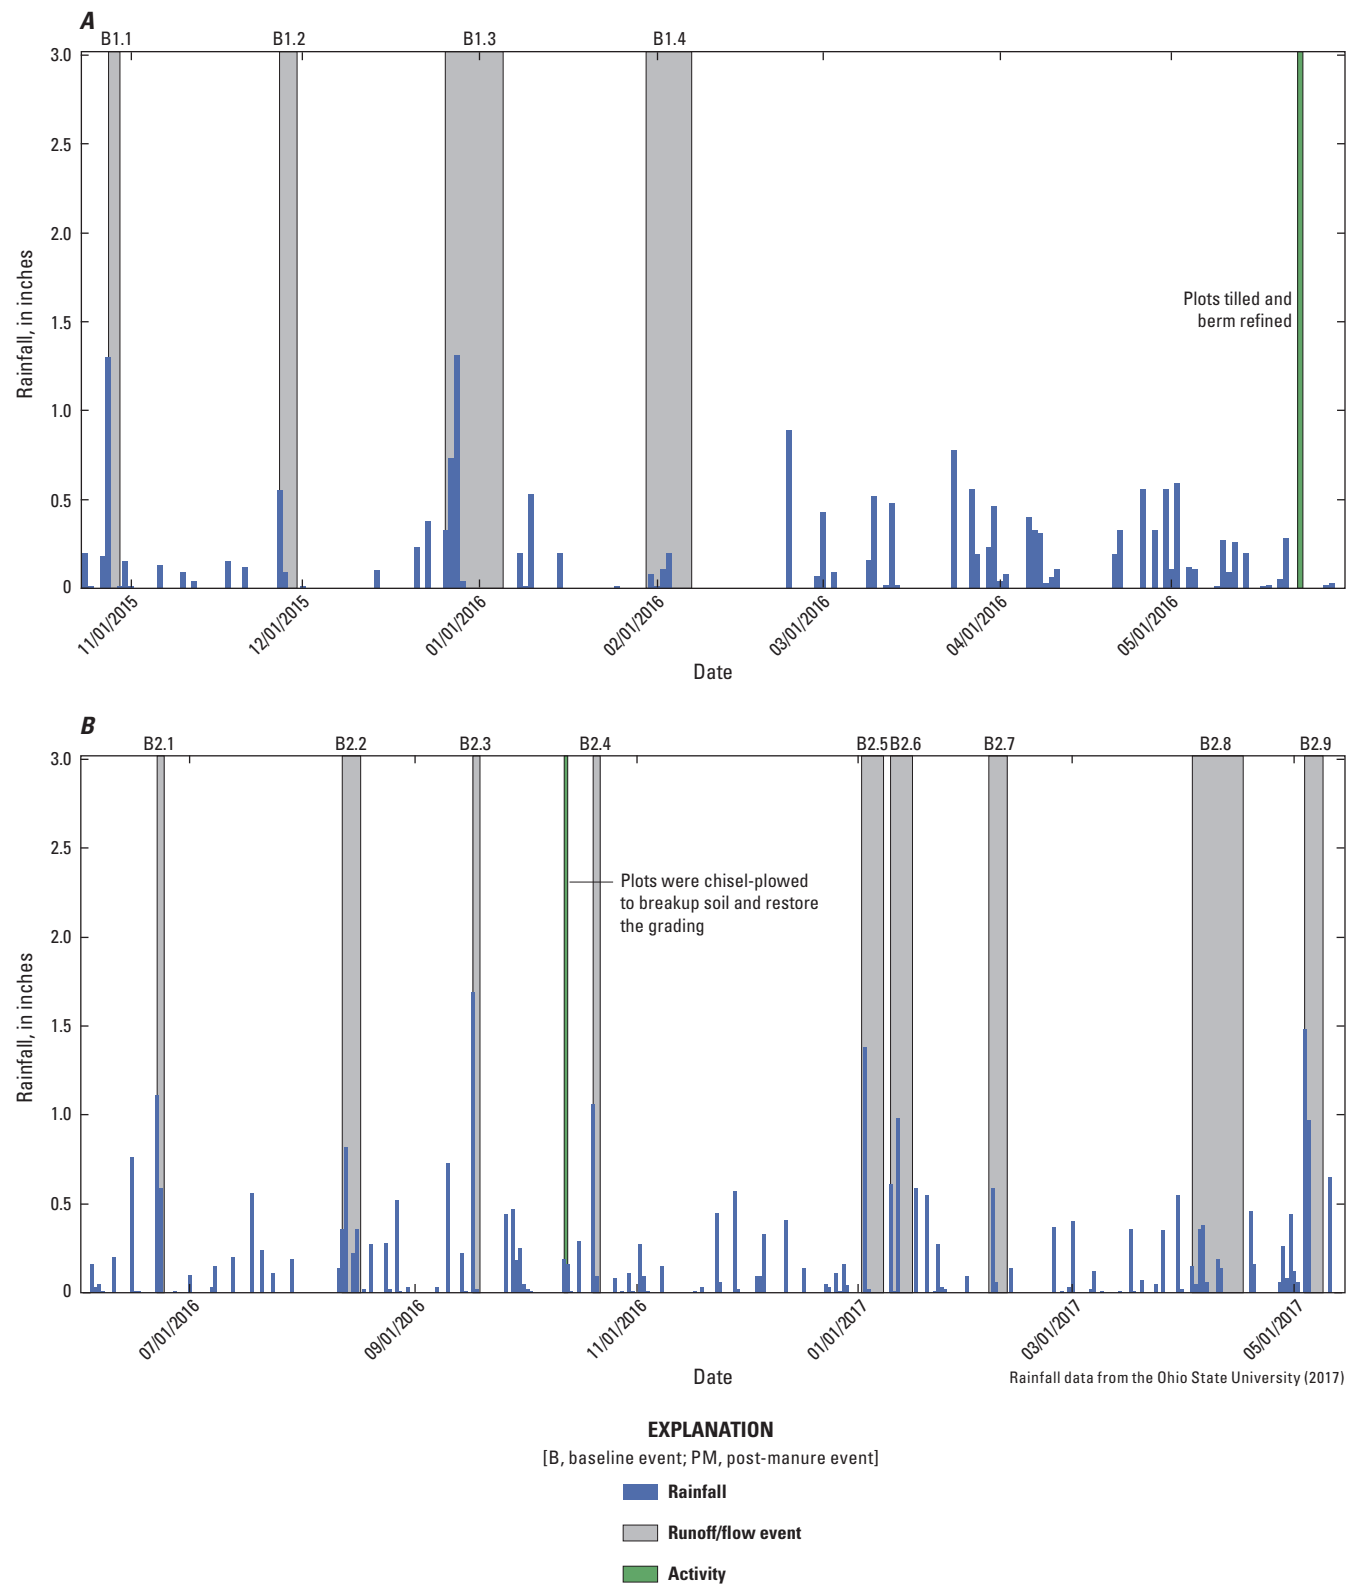 A
B1.1 B1.2 B1.3 B1.4
3.0
2.5
2.0
1.5
1.0
0.5
0
Rainfall, in inches
Plots tilled and
berm refined
11/01/2015 12/01/2015 01/01/2016 02/01/2016 03/01/2016 04/01/2016 05/01/2016
Date
B
B2.1 B2.2 B2.3 B2.4 B2.5 B2.6 B2.7 B2.8 B2.9
3.0
2.5
2.0
1.5
1.0
0.5
0
Rainfall, in inches
Plots were chisel-plowed
to breakup soil and restore
the grading
07/01/2016 09/01/2016 11/01/2016 01/01/2017 03/01/2017 05/01/2017
Date
Rainfall data from the Ohio State University (2017)
EXPLANATION
[B, baseline event; PM, post-manure event]
Rainfall
Runoff/flow event
Activity